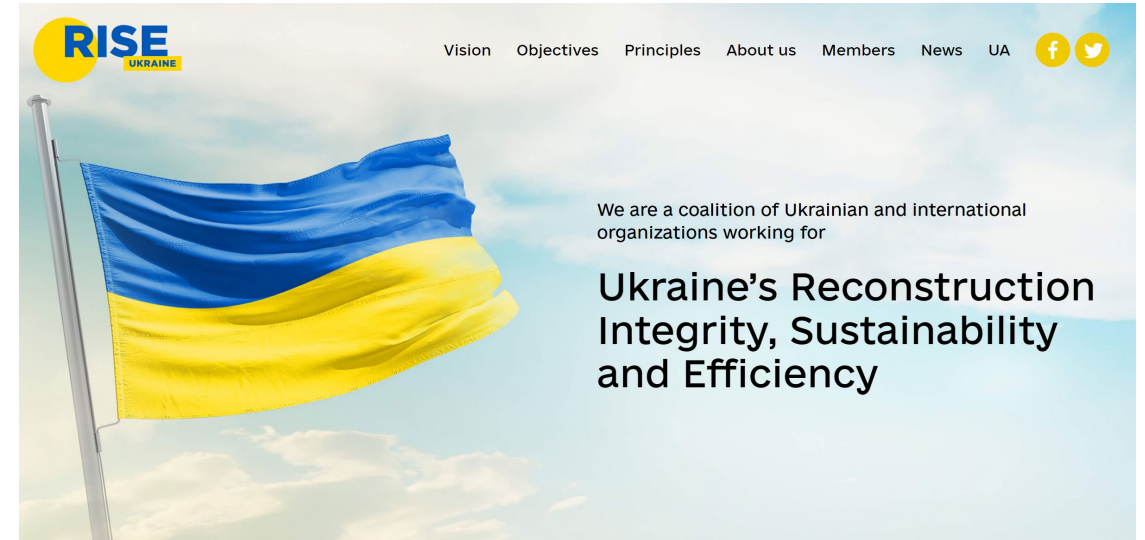 RISE
UKRAINE
Vision Objectives Principles About us Members News UA
We are a coalition of Ukrainian and international
organizations working for
Ukraine’s Reconstruction
Integrity, Sustainability
and Efficiency